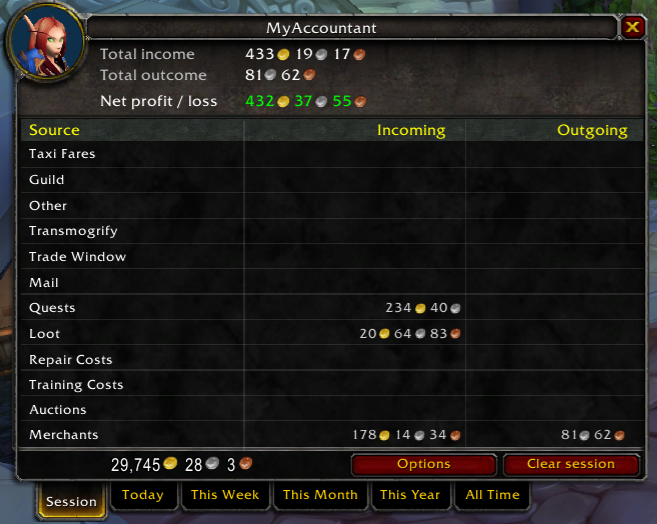 MyAccountant
Total income 433 19 17
Total outcome 81 62
Net profit / loss 432 37 55
Source Incoming Outgoing
Taxi Fares
Guild
Other
Transmogrify
Trade Window
Mail
Quests 234 40
Loot 20 64 83
Repair Costs
Training Costs
Auctions
Merchants 178 14 34 81 62
29,745 28 3 Options Clear session
Session Today This Week This Month This Year All Time